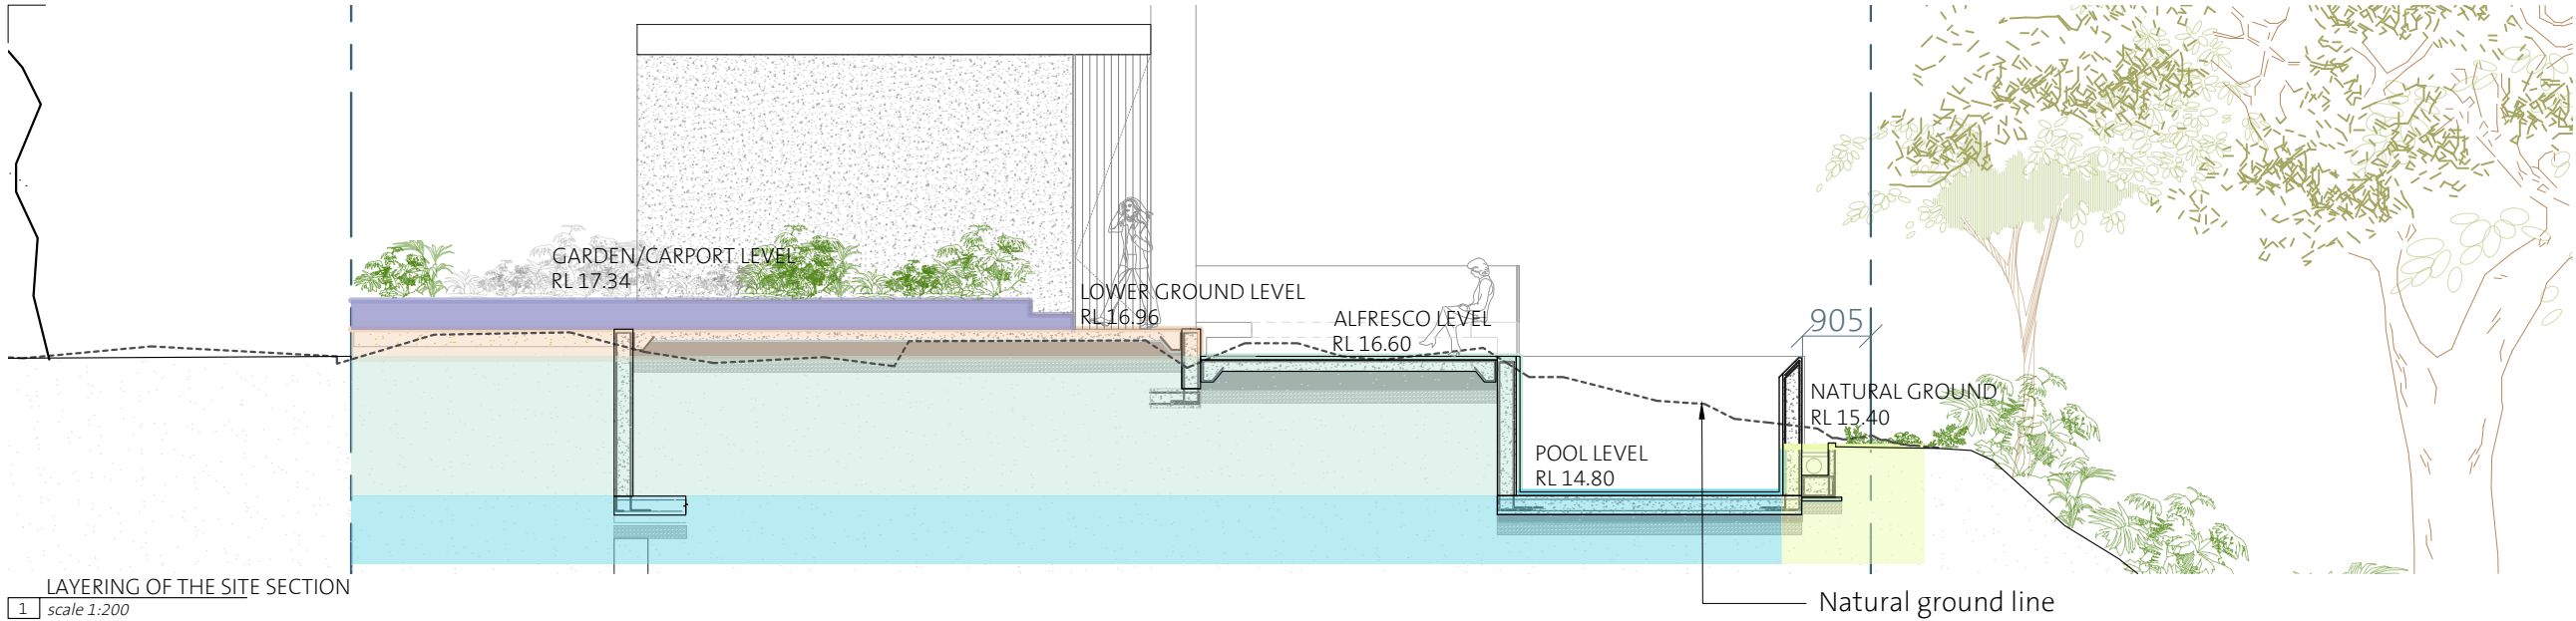 GARDEN/CARPORT LEVEL
RL 17.34
LOWER GROUND LEVEL
RL 16.96
ALFRESCO LEVEL
RL 16.60
905
NATURAL GROUND
RL 15.40
POOL LEVEL
RL 14.80
LAYERING OF THE SITE SECTION
1 scale 1:200
Natural ground line